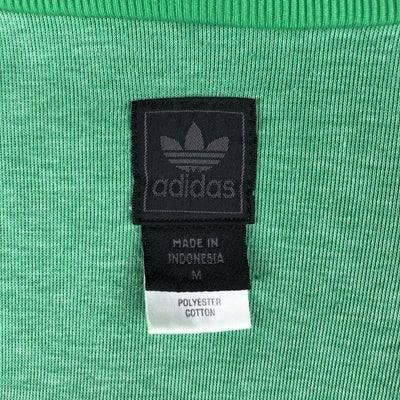 adidas
MADE IN
INDONESIA
M
POLYESTER
COTTON